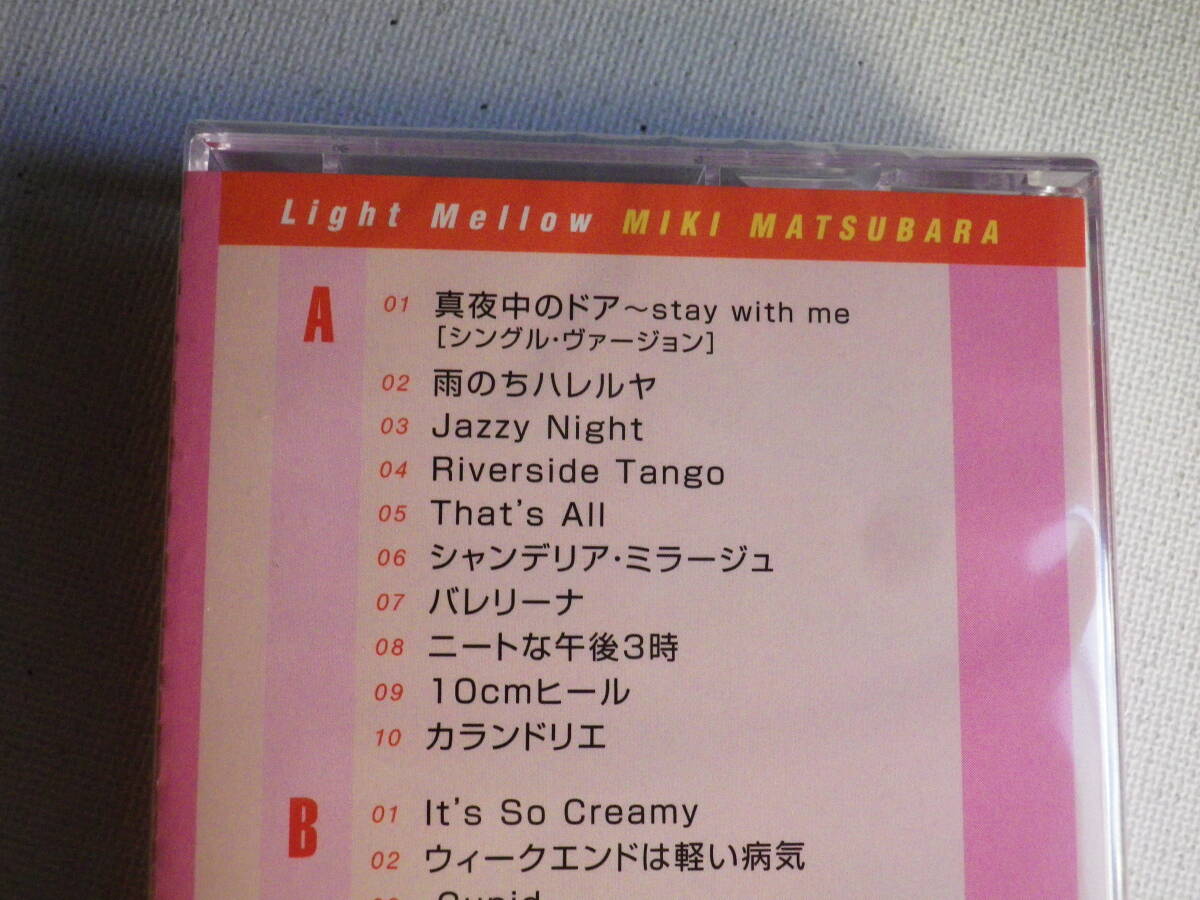 Light Mellow MIKI MATSUBARA
A
01 真夜中のドア～stay with me
[シングル・ヴァージョン]
02 雨のちハレルヤ
03 Jazzy Night
04 Riverside Tango
05 That's All
06 シャンデリア・ミラージュ
07 バレリーナ
08 ニートな午後3時
09 10cmヒール
10 カランドリエ
B
01 It's So Creamy
02 ウィークエンドは軽い病気
Cupid